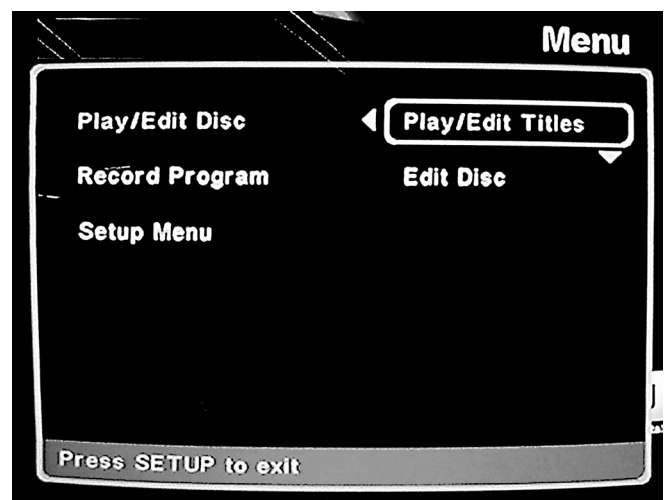 Menu
Play/Edit Disc
Play/Edit Titles
Record Program
Edit Disc
Setup Menu
Press SETUP to exit